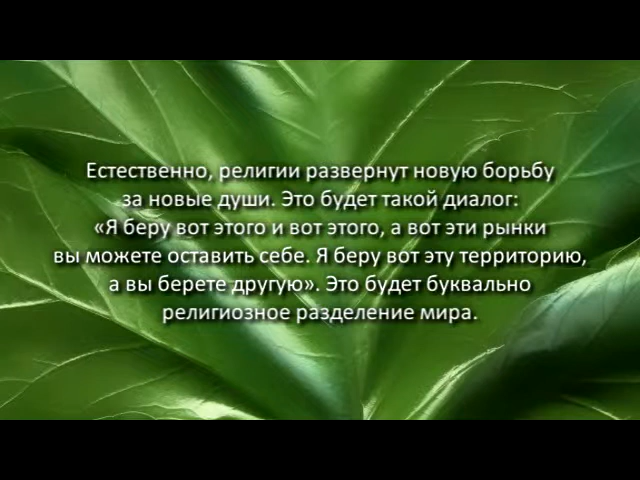 Естественно, религии развернут новую борьбу
за новые души. Это будет такой диалог:
«Я беру вот этого и вот этого, а вот эти рынки
вы можете оставить себе. Я беру вот эту территорию,
а вы берете другую». Это будет буквально
религиозное разделение мира.